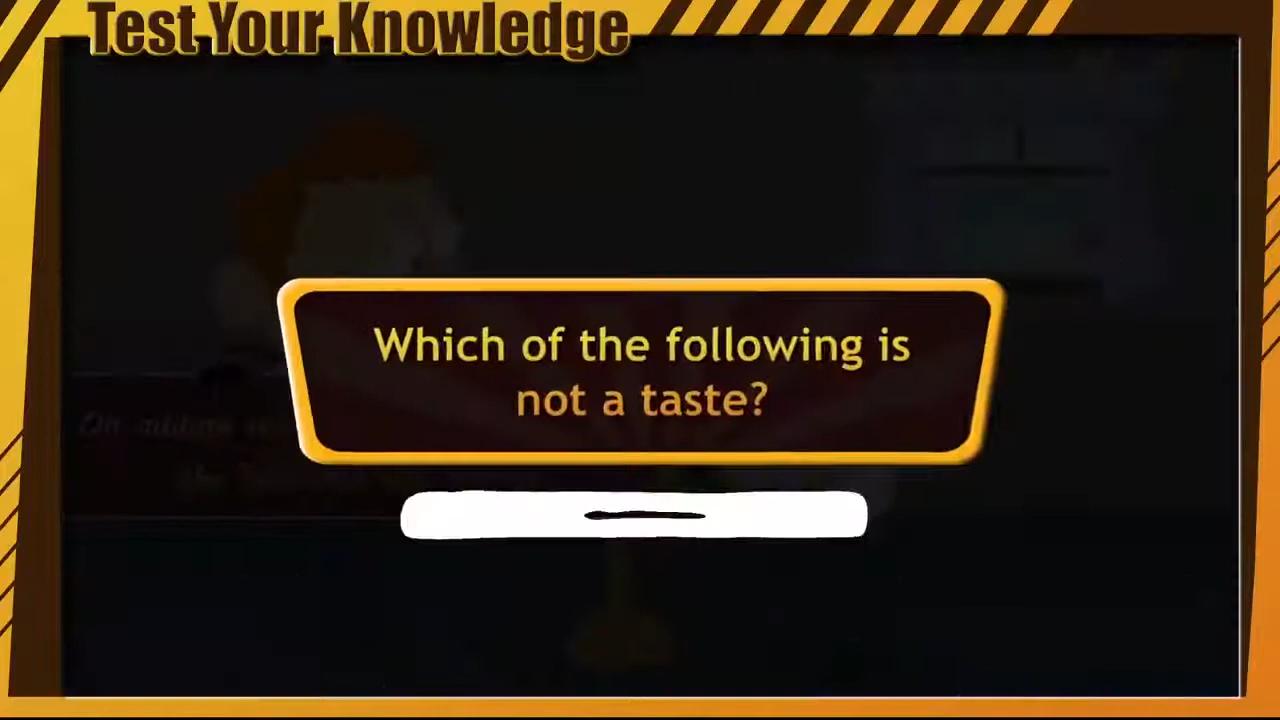 Test Your Knowledge
Which of the following is
not a taste?